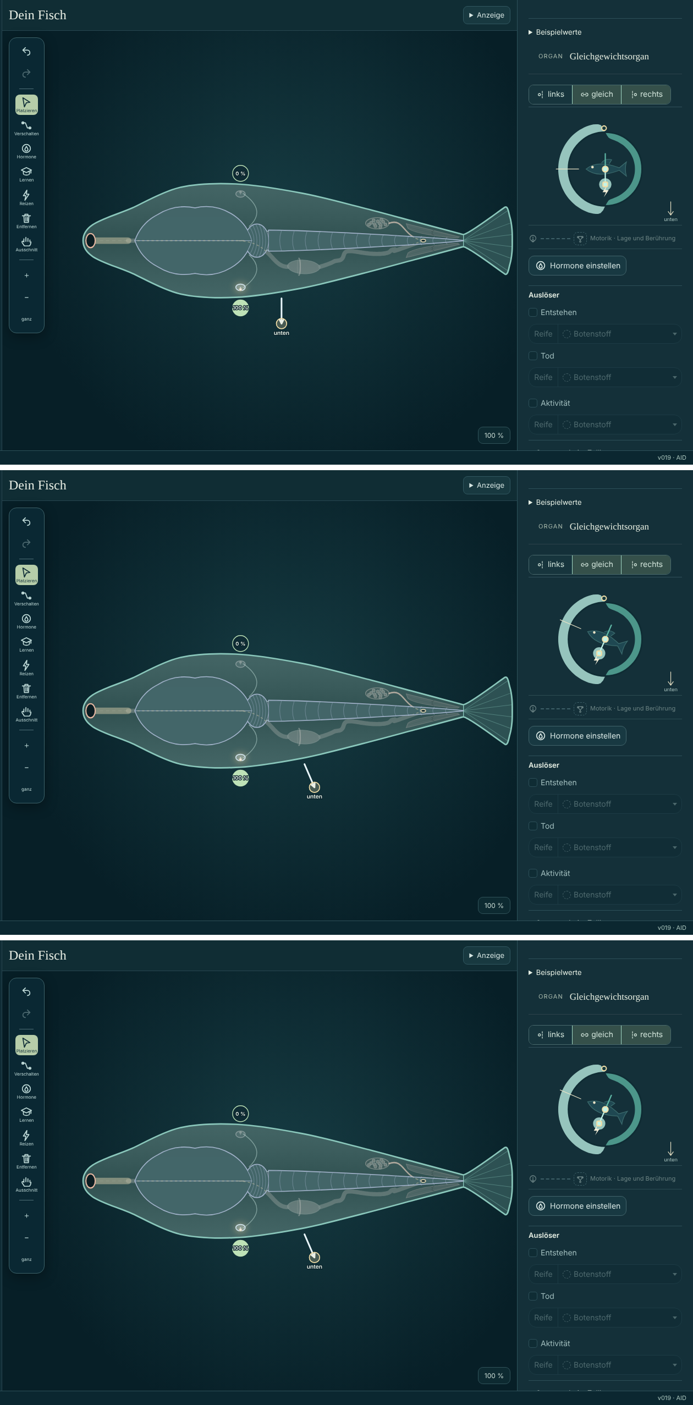 Dein Fisch
Anzeige
Platzieren
Verschalten
Hormone
Lernen
Reizen
Entfernen
Ausschnitt
+
−
ganz
0 %
unten
100 %
Beispielwerte
ORGAN Gleichgewichtsorgan
links gleich rechts
unten
Motorik · Lage und Berührung
Hormone einstellen
Auslöser
Entstehen
Reife Botenstoff
Tod
Reife Botenstoff
Aktivität
Reife Botenstoff
v019 · AID
Dein Fisch
Anzeige
Platzieren
Verschalten
Hormone
Lernen
Reizen
Entfernen
Ausschnitt
+
−
ganz
0 %
unten
100 %
Beispielwerte
ORGAN Gleichgewichtsorgan
links gleich rechts
unten
Motorik · Lage und Berührung
Hormone einstellen
Auslöser
Entstehen
Reife Botenstoff
Tod
Reife Botenstoff
Aktivität
Reife Botenstoff
v019 · AID
Dein Fisch
Anzeige
Platzieren
Verschalten
Hormone
Lernen
Reizen
Entfernen
Ausschnitt
+
−
ganz
0 %
unten
100 %
Beispielwerte
ORGAN Gleichgewichtsorgan
links gleich rechts
unten
Motorik · Lage und Berührung
Hormone einstellen
Auslöser
Entstehen
Reife Botenstoff
Tod
Reife Botenstoff
Aktivität
Reife Botenstoff
v019 · AID